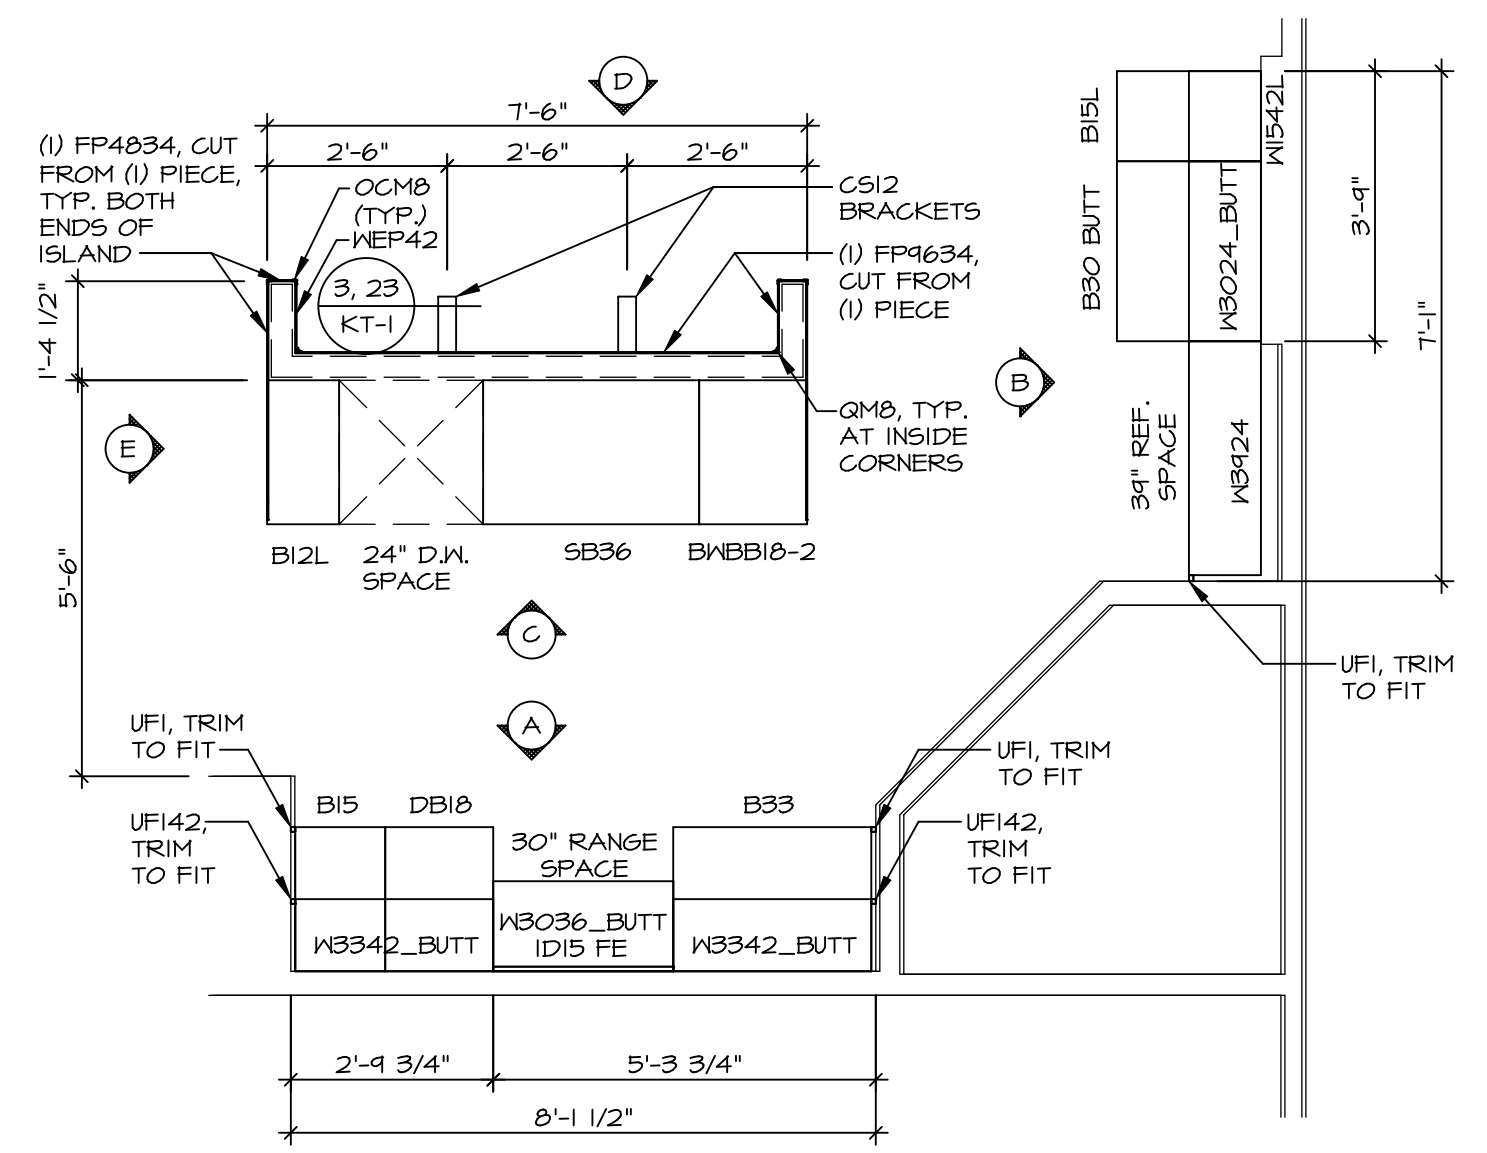 D
7'-6"
2'-6"
2'-6"
2'-6"
(1) FP4834, CUT
FROM (1) PIECE,
TYP. BOTH
ENDS OF
ISLAND
OCM8
(TYP.)
WEP42
CS12
BRACKETS
(1) FP9634,
CUT FROM
(1) PIECE
3, 23
KT-1
1'-4 1/2"
5'-6"
E
B
QM8, TYP.
AT INSIDE
CORNERS
B12L
24" D.W.
SPACE
SB36
BWBB18-2
B15L
W1542L
B30 BUTT
W3024_BUTT
3'-9"
7'-1"
39" REF.
SPACE
W3924
UF1, TRIM
TO FIT
C
A
UF1, TRIM
TO FIT
UF142,
TRIM
TO FIT
B15
DB18
B33
30" RANGE
SPACE
W3342_BUTT
W3036_BUTT
1D15 FE
W3342_BUTT
UF1, TRIM
TO FIT
UF142,
TRIM
TO FIT
2'-9 3/4"
5'-3 3/4"
8'-1 1/2"